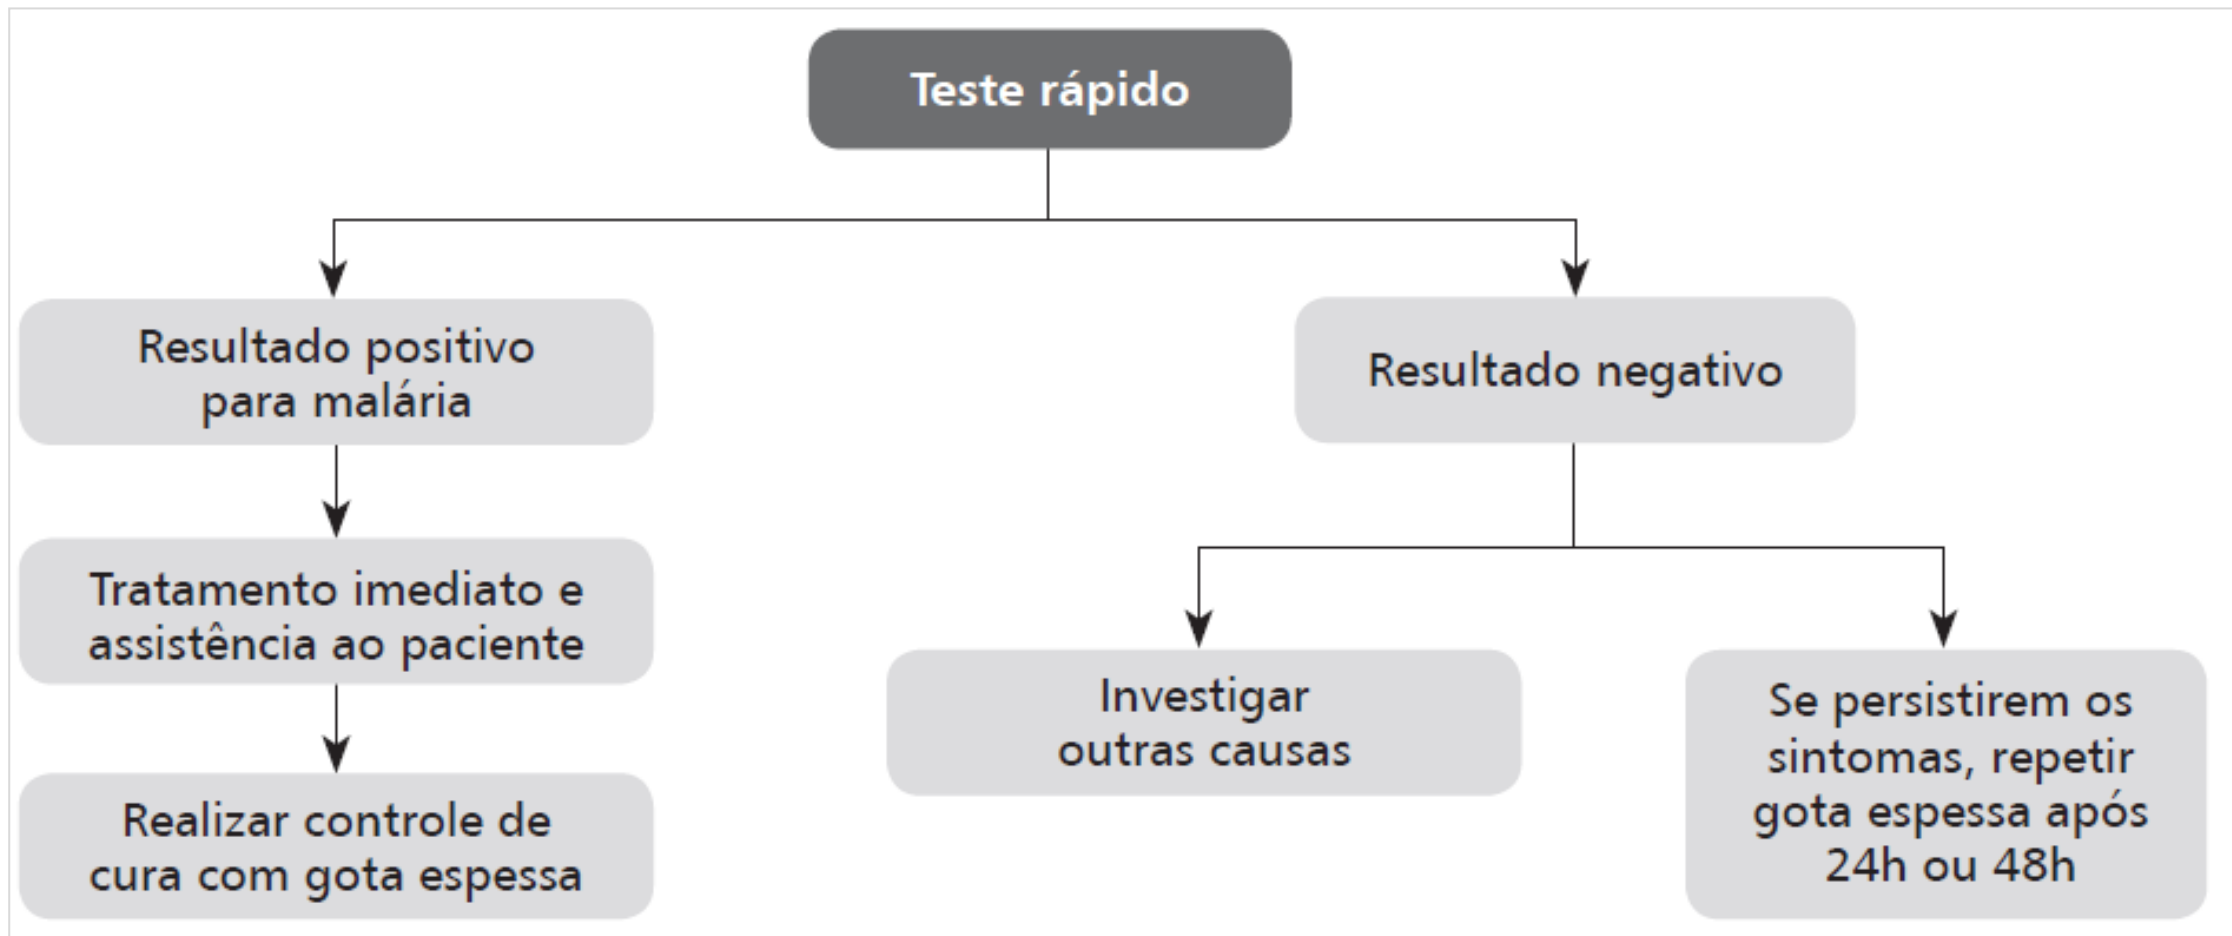 Teste rápido
Resultado positivo
para malária
Resultado negativo
Tratamento imediato e
assistência ao paciente
Investigar
outras causas
Se persistirem os
sintomas, repetir
gota espessa após
24h ou 48h
Realizar controle de
cura com gota espessa